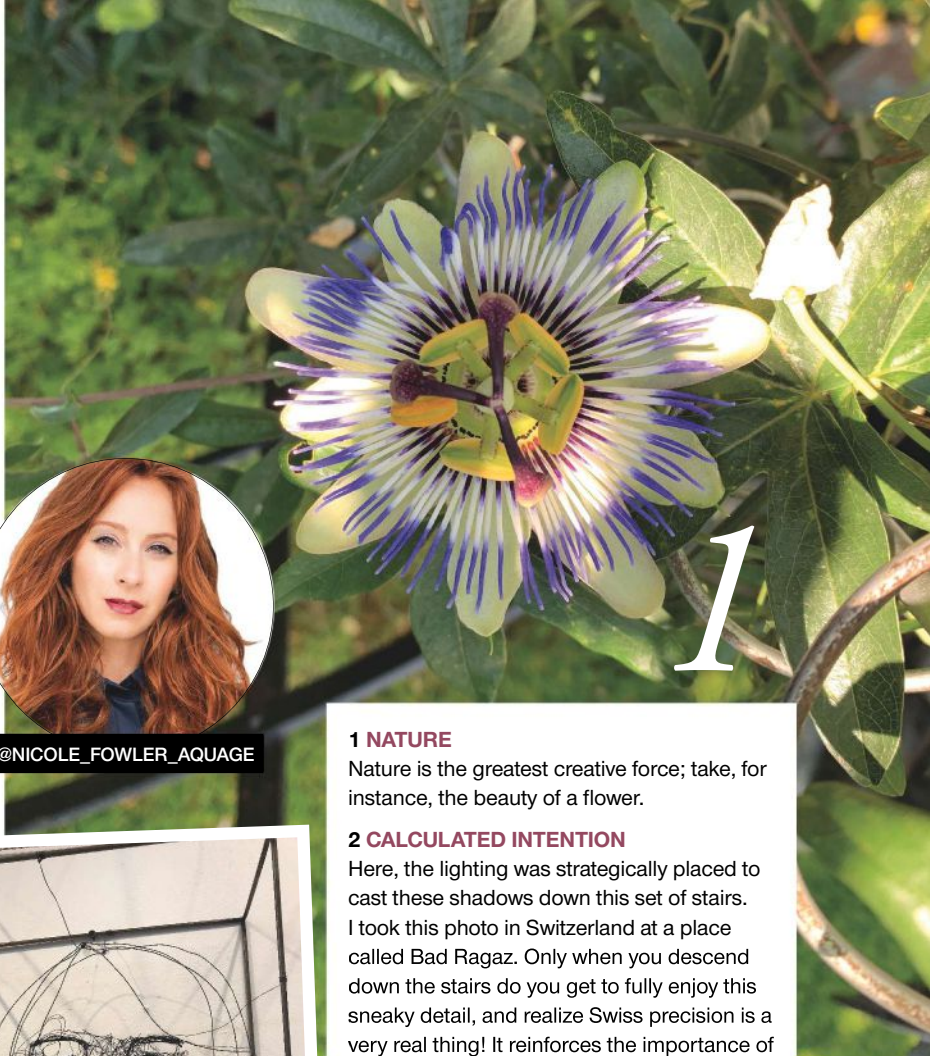 1
@NICOLE_FOWLER_AQUAGE
1 NATURE
Nature is the greatest creative force; take, for
instance, the beauty of a flower.
2 CALCULATED INTENTION
Here, the lighting was strategically placed to
cast these shadows down this set of stairs.
I took this photo in Switzerland at a place
called Bad Ragaz. Only when you descend
down the stairs do you get to fully enjoy this
sneaky detail, and realize Swiss precision is a
very real thing! It reinforces the importance of